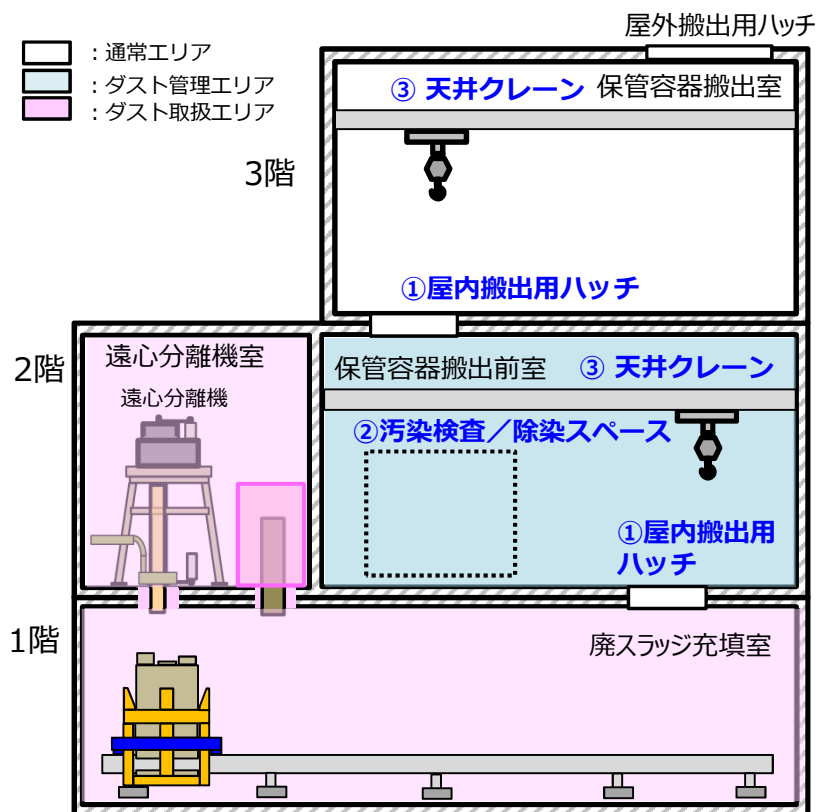 屋外搬出用ハッチ
：通常エリア
：ダスト管理エリア
：ダスト取扱エリア
③ 天井クレーン
保管容器搬出室
3階
①屋内搬出用ハッチ
2階
遠心分離機室
遠心分離機
保管容器搬出前室
③ 天井クレーン
②汚染検査／除染スペース
①屋内搬出用
ハッチ
1階
廃スラッジ充填室